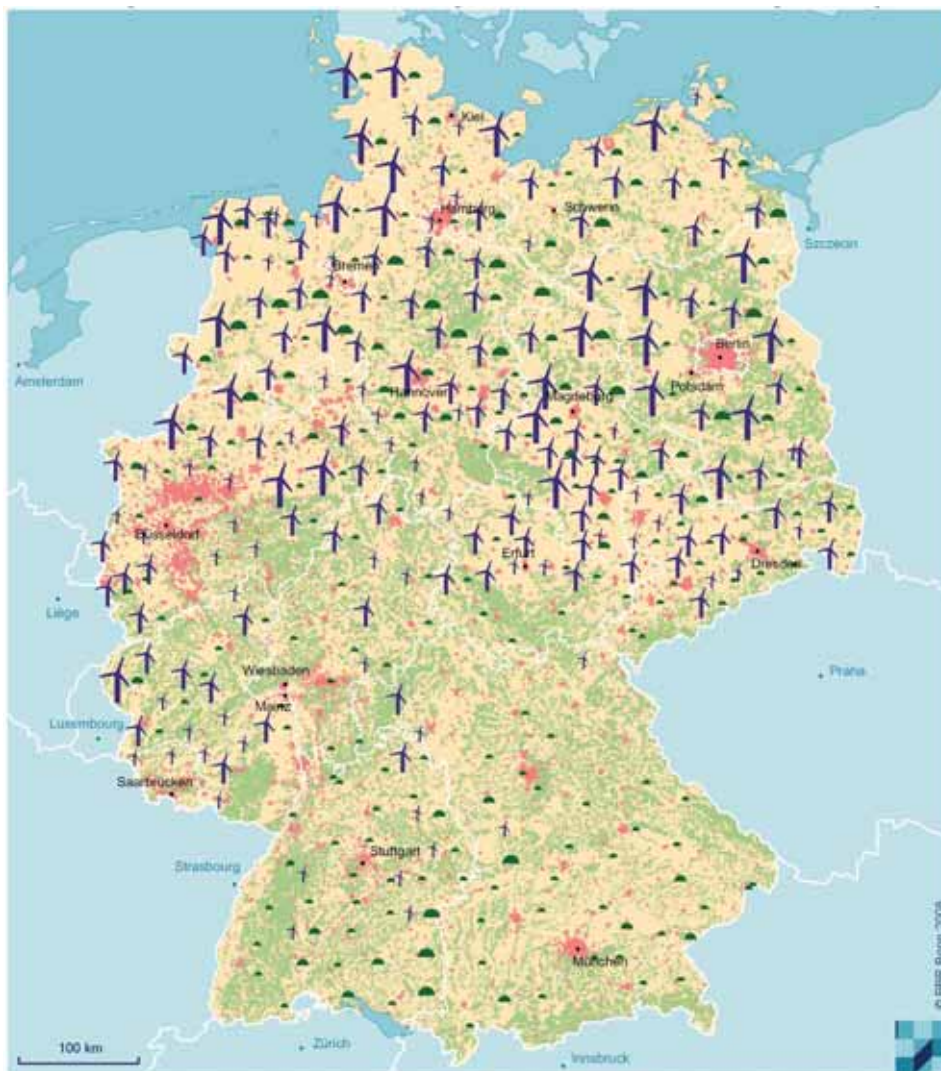 Kiel
Hamburg
Schwerin
Szczecin
Bremen
Amsterdam
Berlin
Hannover
Potsdam
Magdeburg
Düsseldorf
Erfurt
Dresden
Liège
Wiesbaden
Praha
Mainz
Luxembourg
Saarbrücken
Stuttgart
Strasbourg
München
100 km
Zürich
Innsbruck